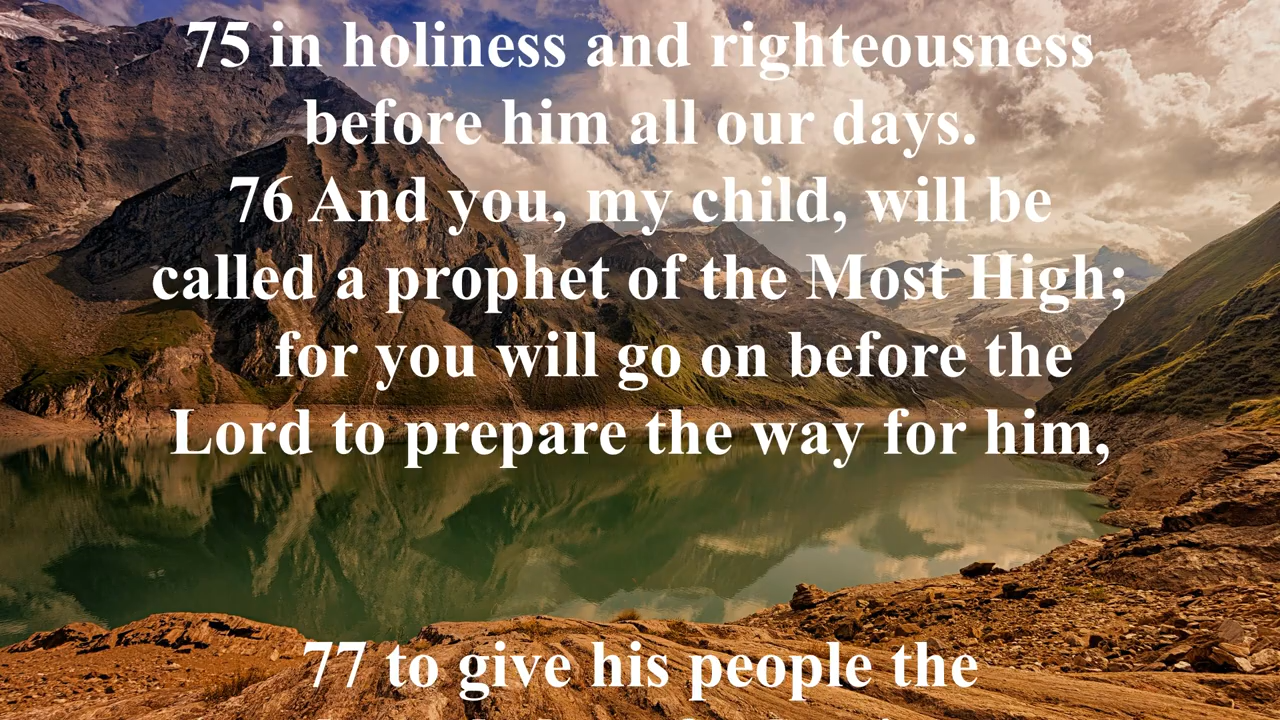 75 in holiness and righteousness
before him all our days.
76 And you, my child, will be
called a prophet of the Most High;
for you will go on before the
Lord to prepare the way for him,
77 to give his people the